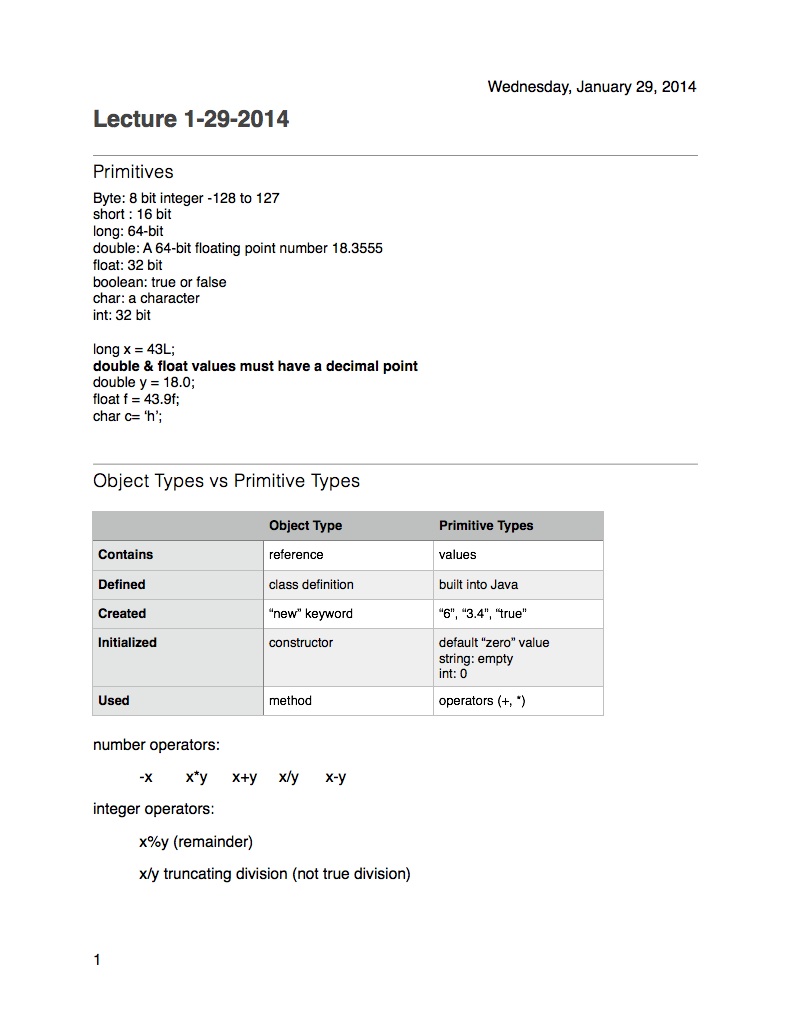 Wednesday, January 29, 2014
Lecture 1-29-2014
Primitives
Byte: 8 bit integer -128 to 127
short : 16 bit
long: 64-bit
double: A 64-bit floating point number 18.3555
float: 32 bit
boolean: true or false
char: a character
int: 32 bit
long x = 43L;
double & float values must have a decimal point
double y = 18.0;
float f = 43.9f;
char c= ‘h’;
Object Types vs Primitive Types
Object Type Primitive Types
Contains reference values
Defined class definition built into Java
Created “new” keyword “6”, “3.4”, “true”
Initialized constructor default “zero” value
string: empty
int: 0
Used method operators (+, *)
number operators:
-x x*y x+y x/y x-y
integer operators:
x%y (remainder)
x/y truncating division (not true division)
1